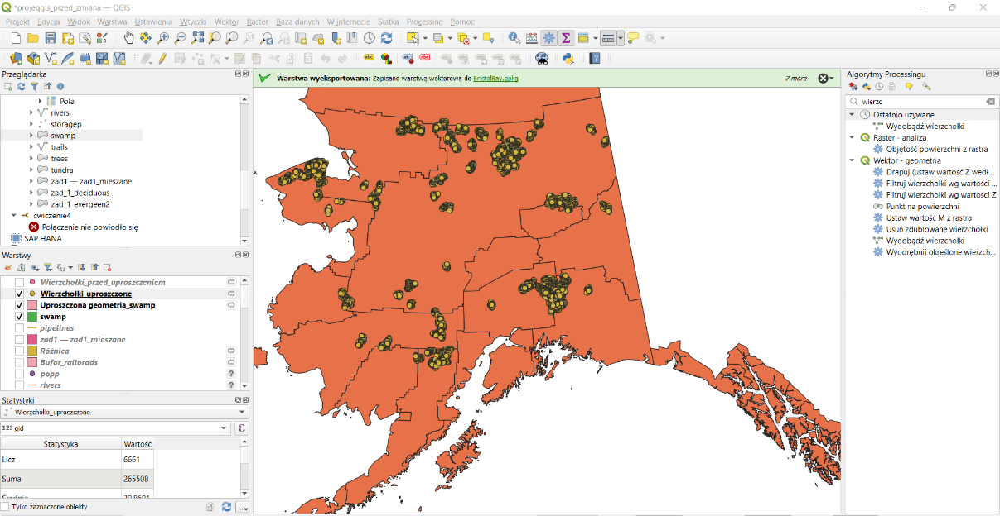 *projeqgis_przed_zmiana — QGIS
Projekt Edycja Widok Warstwa Ustawienia Wtyczki Wektor Raster Baza danych W internecie Siatka Processing Pomoc
Przeglądarka
Pola
rivers
storagep
swamp
trails
trees
tundra
zad1 — zad1_mieszane
zad_1_deciduous
zad_1_evergeen2
cwiczenie4
Połączenie nie powiodło się
SAP HANA
Warstwy
Wierzchołki_przed_uproszczeniem
Wierzchołki_uproszczone
Uproszczona geometria_swamp
swamp
pipelines
zad1 — zad1_mieszane
Różnica
Bufor_railorads
popp
rivers
Statystyki
Wierzchołki_uproszczone
123 gid
Statystyka Wartość
Licz 6661
Suma 265508
Tylko zaznaczone obiekty
Warstwa wyeksportowana: Zapisano warstwę wektorową do BristolBay.gpkg 7 more
Algorytmy Processingu
wierzc
Ostatnio używane
Wydobądź wierzchołki
Raster - analiza
Objętość powierzchni z rastra
Wektor - geometria
Drapuj (ustaw wartość Z wedł...
Filtruj wierzchołki wg wartości ...
Filtruj wierzchołki wg wartości Z
Punkt na powierzchni
Ustaw wartość M z rastra
Usuń zdublowane wierzchołki
Wydobądź wierzchołki
Wyodrębnij określone wierzch...